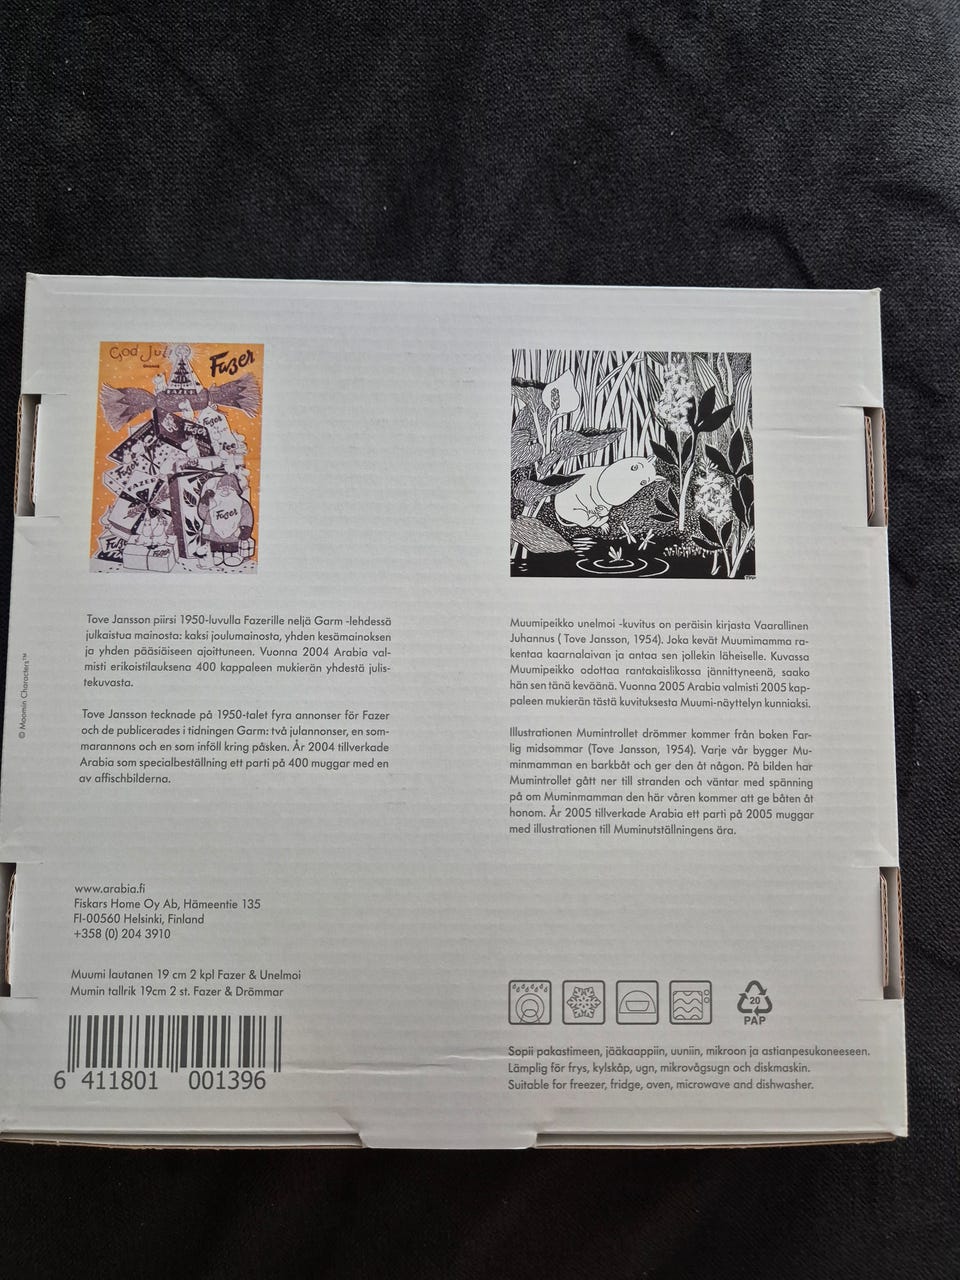 God Jul!
önskar
Fazer
FAZER
Fazer
Fazer
Fazer
FAZER
Fazer
Fazer
TOVE
Tove Jansson piirsi 1950-luvulla Fazerille neljä Garm -lehdessä
julkaistua mainosta: kaksi joulumainosta, yhden kesämainoksen
ja yhden pääsiäiseen ajoittuneen. Vuonna 2004 Arabia val-
misti erikoistilauksena 400 kappaleen mukierän yhdestä julis-
tekuvasta.
Tove Jansson tecknade på 1950-talet fyra annonser för Fazer
och de publicerades i tidningen Garm: två julannonser, en som-
marannons och en som inföll kring påsken. År 2004 tillverkade
Arabia som specialbeställning ett parti på 400 muggar med en
av affischbilderna.
© Moomin Characters™
Muumipeikko unelmoi -kuvitus on peräisin kirjasta Vaarallinen
Juhannus ( Tove Jansson, 1954). Joka kevät Muumimamma ra-
kentaa kaarnalaivan ja antaa sen jollekin läheiselle. Kuvassa
Muumipeikko odottaa rantakaislikossa jännittyneenä, saako
hän sen tänä keväänä. Vuonna 2005 Arabia valmisti 2005 kap-
paleen mukierän tästä kuvituksesta Muumi-näyttelyn kunniaksi.
Illustrationen Mumintrollet drömmer kommer från boken Far-
lig midsommar (Tove Jansson, 1954). Varje vår bygger Mu-
minmamman en barkbåt och ger den åt någon. På bilden har
Mumintrollet gått ner till stranden och väntar med spänning
på om Muminmamman den här våren kommer att ge båten åt
honom. År 2005 tillverkade Arabia ett parti på 2005 muggar
med illustrationen till Muminutställningens ära.
www.arabia.fi
Fiskars Home Oy Ab, Hämeentie 135
FI-00560 Helsinki, Finland
+358 (0) 204 3910
Muumi lautanen 19 cm 2 kpl Fazer & Unelmoi
Mumin tallrik 19cm 2 st. Fazer & Drömmar
6 411801 001396
20
PAP
Sopii pakastimeen, jääkaappiin, uuniin, mikroon ja astianpesukoneeseen.
Lämplig för frys, kylskåp, ugn, mikrovågsugn och diskmaskin.
Suitable for freezer, fridge, oven, microwave and dishwasher.